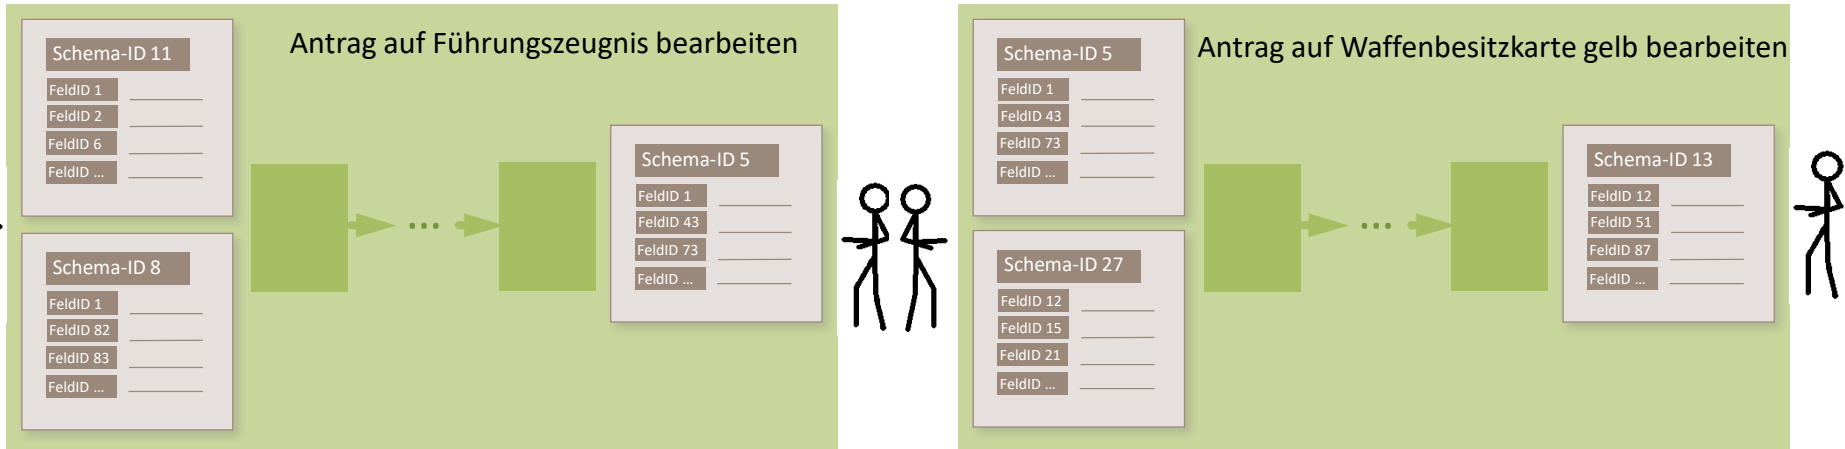 Antrag auf Führungszeugnis bearbeiten
Schema-ID 11
FeldID 1
FeldID 2
FeldID 6
FeldID ...
Schema-ID 8
FeldID 1
FeldID 82
FeldID 83
FeldID ...
...
Schema-ID 5
FeldID 1
FeldID 43
FeldID 73
FeldID ...
Antrag auf Waffenbesitzkarte gelb bearbeiten
Schema-ID 5
FeldID 1
FeldID 43
FeldID 73
FeldID ...
Schema-ID 27
FeldID 12
FeldID 15
FeldID 21
FeldID ...
...
Schema-ID 13
FeldID 12
FeldID 51
FeldID 87
FeldID ...